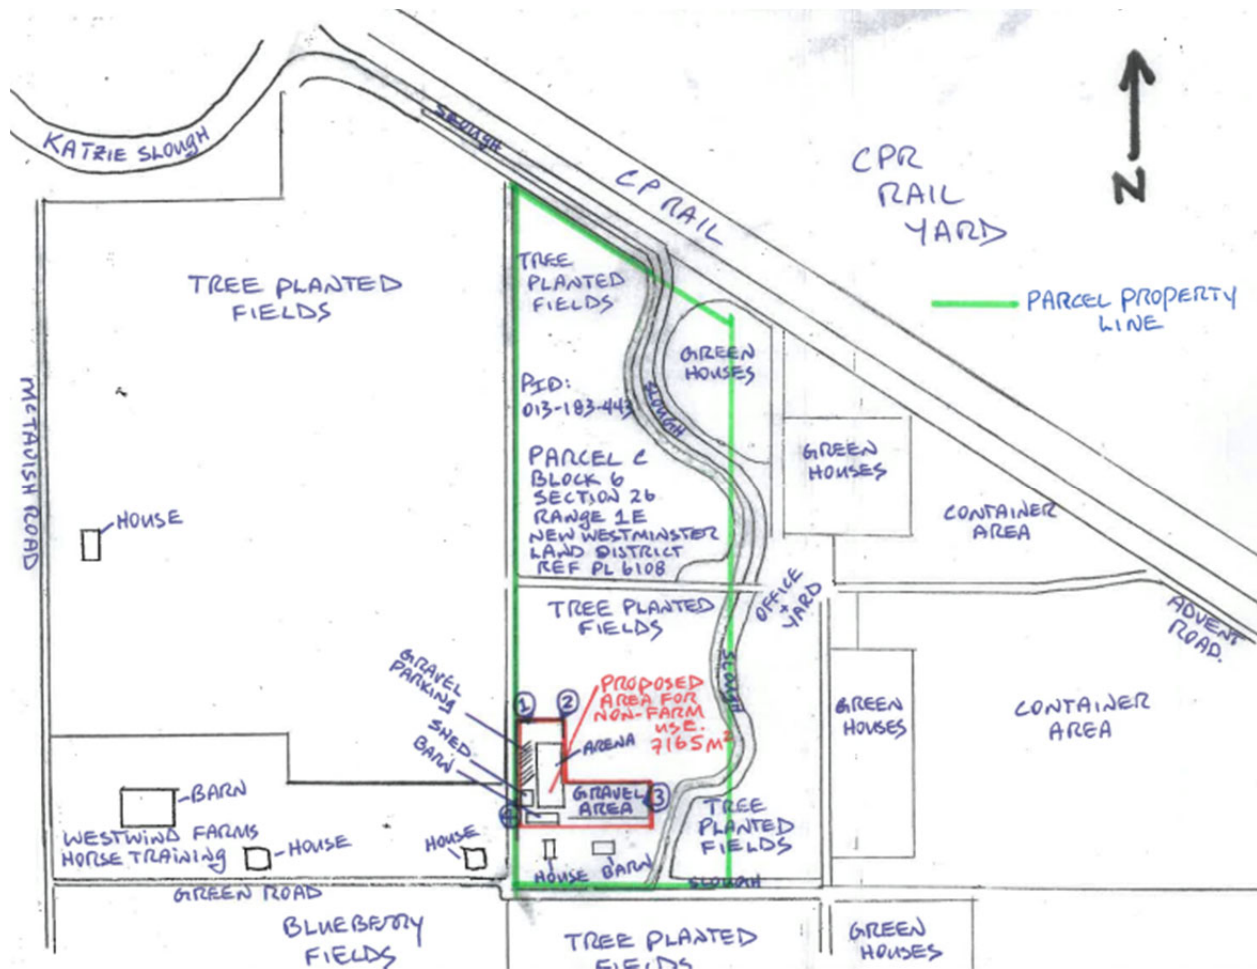 KATZIE SLOUGH
SLOUGH
CP RAIL
CPR
RAIL
YARD
N
PARCEL PROPERTY
LINE
TREE PLANTED
FIELDS
TREE
PLANTED
FIELDS
GREEN
HOUSES
PID:
013-183-443
SLOUGH
McTAVISH ROAD
HOUSE
PARCEL C
BLOCK 6
SECTION 26
RANGE 1E
NEW WESTMINSTER
LAND DISTRICT
REF PL 6108
GREEN
HOUSES
CONTAINER
AREA
TREE PLANTED
FIELDS
OFFICE
+
YARD
ADVENT
ROAD.
GRAVEL
PARKING
SHED
BARN
1
2
PROPOSED
AREA FOR
NON-FARM
USE.
7165M²
ARENA
SLOUGH
GREEN
HOUSES
CONTAINER
AREA
GRAVEL
AREA
3
4
BARN
WESTWIND FARMS
HORSE TRAINING
HOUSE
HOUSE
HOUSE
BARN
TREE
PLANTED
FIELDS
SLOUGH
GREEN ROAD
BLUEBERRY
FIELDS
TREE PLANTED
FIELDS
GREEN
HOUSES